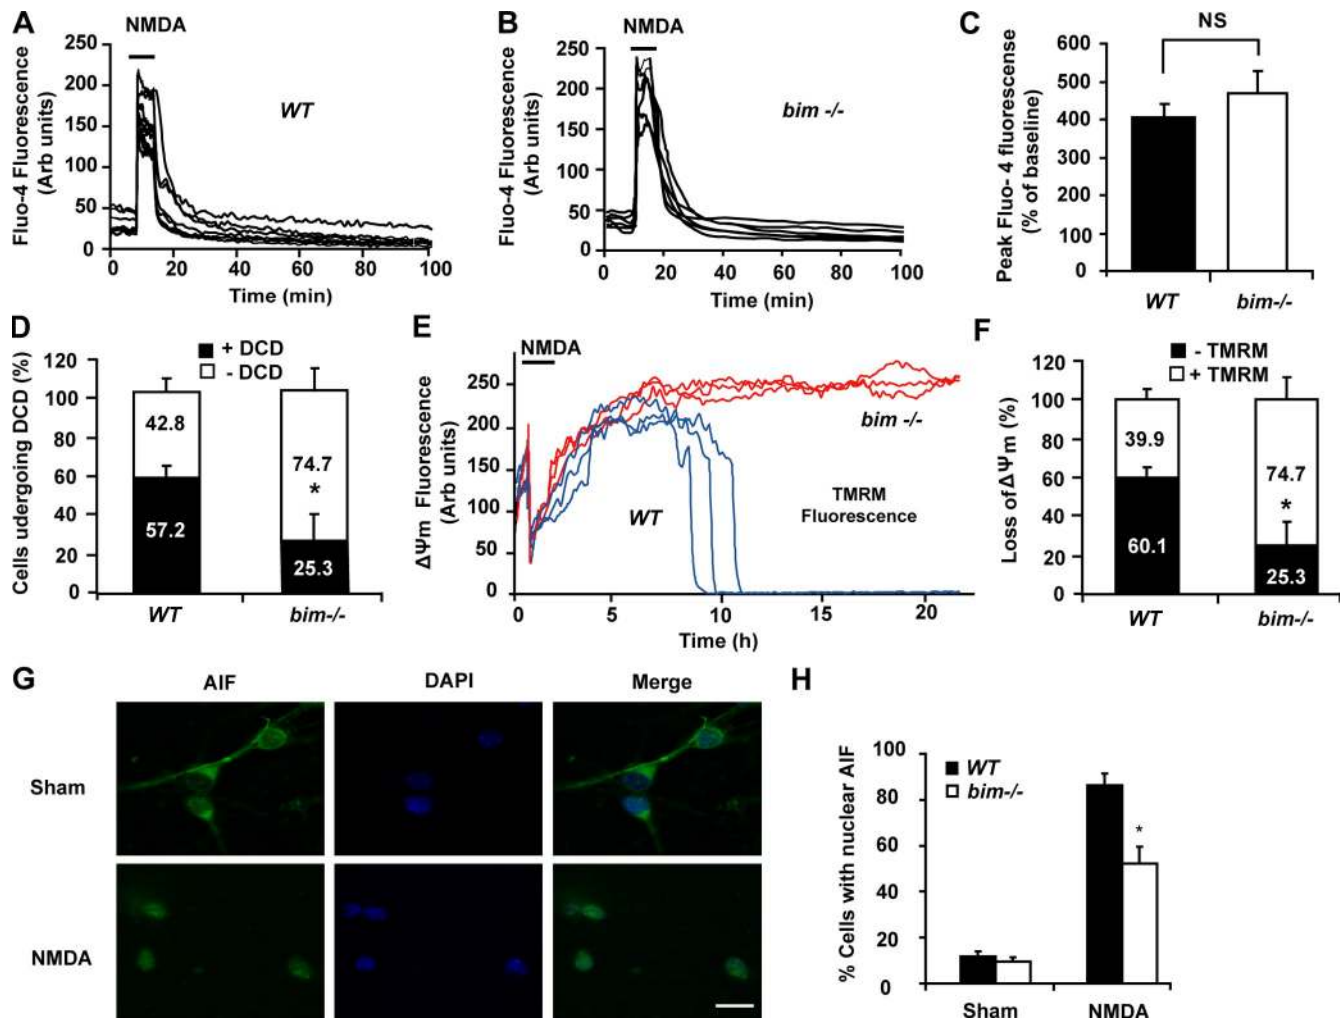 A
NMDA
Fluo-4 Fluorescence
(Arb units)
250
200
150
100
50
0
WT
0 20 40 60 80 100
Time (min)
B
NMDA
Fluo-4 Fluorescence
(Arb units)
250
200
150
100
50
0
bim -/-
0 20 40 60 80 100
Time (min)
C
NS
Peak Fluo- 4 fluorescense
(% of baseline)
600
500
400
400
300
200
100
0
WT bim-/-
D
+ DCD
- DCD
Cells udergoing DCD (%)
120
100
80
60
40
20
0
42.8
57.2
74.7
*
25.3
WT bim-/-
E
NMDA
ΔΨm Fluorescence
(Arb units)
250
200
150
100
50
0
bim -/-
WT
TMRM
Fluorescence
0 5 10 15 20
Time (h)
F
- TMRM
+ TMRM
Loss of ΔΨm (%)
120
100
80
60
40
20
0
39.9
60.1
74.7
*
25.3
WT bim-/-
G
AIF DAPI Merge
Sham
NMDA
H
% Cells with nuclear AIF
100
80
60
40
20
0
WT
bim-/-
*
Sham NMDA